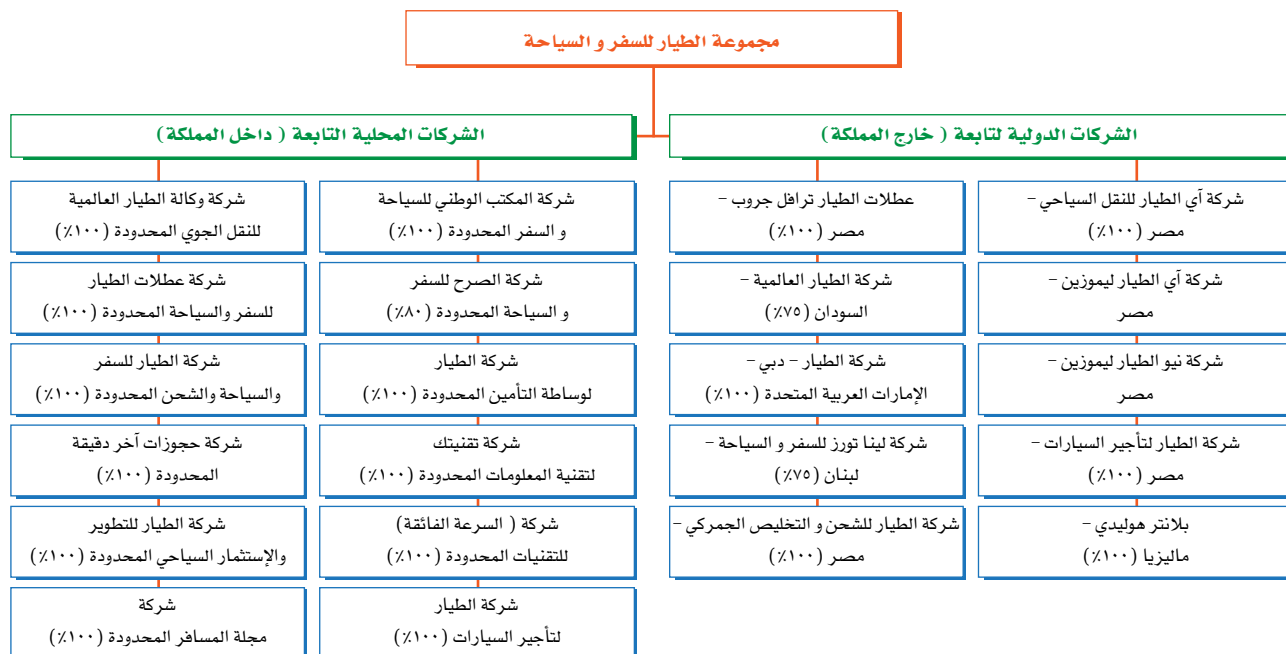 مجموعة الطيار للسفر و السياحة
الشركات الدولية لتابعة ( خارج المملكة )
شركة آي الطيار للنقل السياحي –
مصر (١٠٠٪)
شركة آي الطيار ليموزين –
مصر
شركة نيو الطيار ليموزين –
مصر
شركة الطيار لتأجير السيارات –
مصر (١٠٠٪)
بلانتر هوليدي –
ماليزيا (١٠٠٪)
عطلات الطيار ترافل جروب –
مصر (١٠٠٪)
شركة الطيار العالمية –
السودان (٧٥٪)
شركة الطيار – دبي –
الإمارات العربية المتحدة (١٠٠٪)
شركة لينا تورز للسفر و السياحة –
لبنان (٧٥٪)
شركة الطيار للشحن و التخليص الجمركي –
مصر (١٠٠٪)
الشركات المحلية التابعة ( داخل المملكة )
شركة المكتب الوطني للسياحة
و السفر المحدودة (١٠٠٪)
شركة الصرح للسفر
و السياحة المحدودة (٨٠٪)
شركة الطيار
لوساطة التأمين المحدودة (١٠٠٪)
شركة تقنيتك
لتقنية المعلومات المحدودة (١٠٠٪)
شركة ( السرعة الفائقة )
للتقنيات المحدودة (١٠٠٪)
شركة الطيار
لتأجير السيارات (١٠٠٪)
شركة وكالة الطيار العالمية
للنقل الجوي المحدودة (١٠٠٪)
شركة عطلات الطيار
للسفر والسياحة المحدودة (١٠٠٪)
شركة الطيار للسفر
والسياحة والشحن المحدودة (١٠٠٪)
شركة حجوزات آخر دقيقة
المحدودة (١٠٠٪)
شركة الطيار للتطوير
والإستثمار السياحي المحدودة (١٠٠٪)
شركة
مجلة المسافر المحدودة (١٠٠٪)